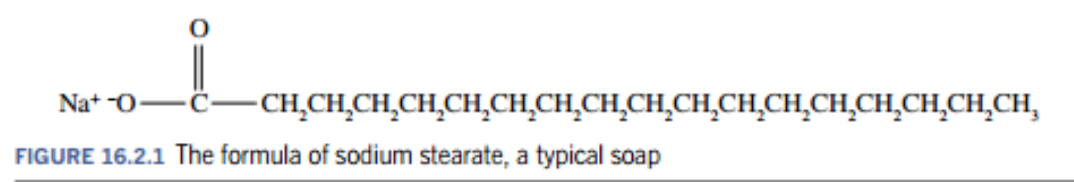 O
Na⁺ ⁻O—C—CH₂CH₂CH₂CH₂CH₂CH₂CH₂CH₂CH₂CH₂CH₂CH₂CH₂CH₂CH₂CH₂CH₃
FIGURE 16.2.1 The formula of sodium stearate, a typical soap